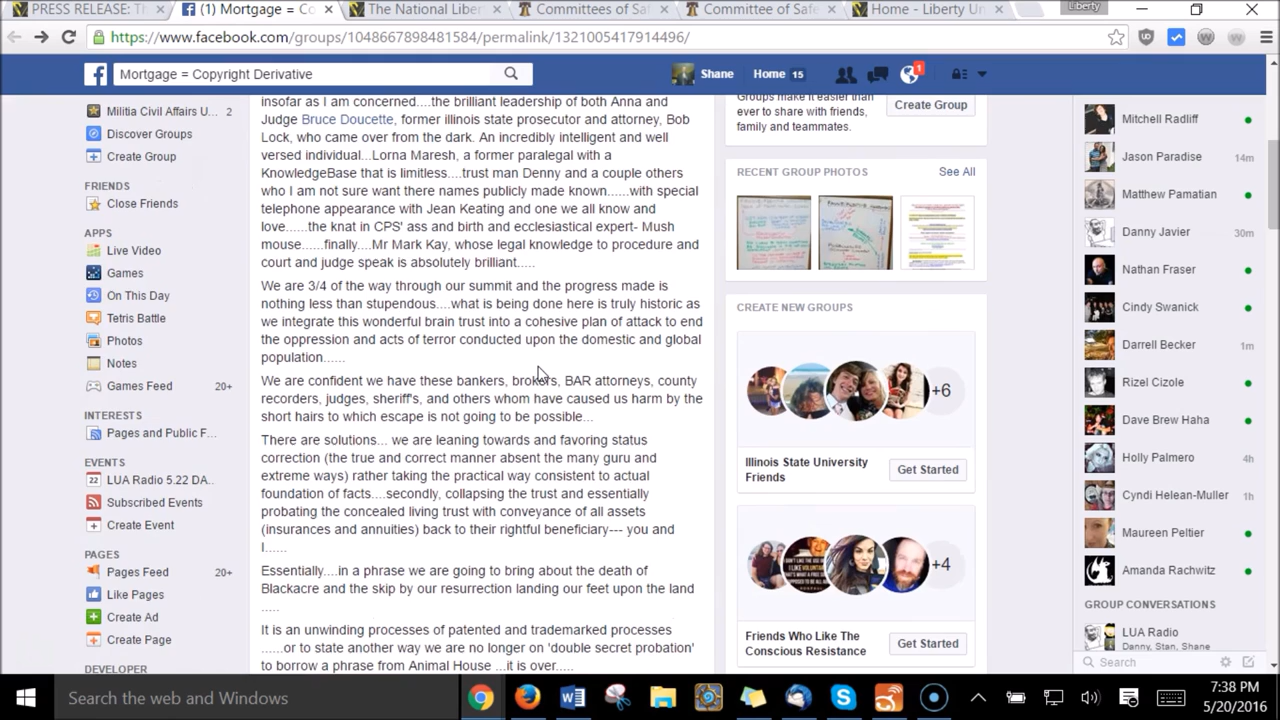 PRESS RELEASE: Th
(1) Mortgage = Co
The National Liber
Committees of Saf
Committee of Safe
Home - Liberty Un
Liberty
https://www.facebook.com/groups/1048667898481584/permalink/1321005417914496/
Mortgage = Copyright Derivative
Shane
Home 15
1
Militia Civil Affairs U... 2
Discover Groups
Create Group
FRIENDS
Close Friends
APPS
Live Video
Games
On This Day
Tetris Battle
Photos
Notes
Games Feed 20+
INTERESTS
Pages and Public F...
EVENTS
22 LUA Radio 5.22 DA...
Subscribed Events
Create Event
PAGES
Pages Feed 20+
Like Pages
Create Ad
Create Page
DEVELOPER
insofar as I am concerned....the brilliant leadership of both Anna and
Judge Bruce Doucette, former illinois state prosecutor and attorney, Bob
Lock, who came over from the dark. An incredibly intelligent and well
versed individual...Lorna Maresh, a former paralegal with a
KnowledgeBase that is limitless....trust man Denny and a couple others
who I am not sure want there names publicly made known......with special
telephone appearance with Jean Keating and one we all know and
love......the knat in CPS' ass and birth and ecclesiastical expert- Mush
mouse......finally....Mr Mark Kay, whose legal knowledge to procedure and
court and judge speak is absolutely brilliant.....
We are 3/4 of the way through our summit and the progress made is
nothing less than stupendous....what is being done here is truly historic as
we integrate this wonderful brain trust into a cohesive plan of attack to end
the oppression and acts of terror conducted upon the domestic and global
population......
We are confident we have these bankers, brokers, BAR attorneys, county
recorders, judges, sheriff's, and others whom have caused us harm by the
short hairs to which escape is not going to be possible...
There are solutions... we are leaning towards and favoring status
correction (the true and correct manner absent the many guru and
extreme ways) rather taking the practical way consistent to actual
foundation of facts....secondly, collapsing the trust and essentially
probating the concealed living trust with conveyance of all assets
(insurances and annuities) back to their rightful beneficiary--- you and
I......
Essentially....in a phrase we are going to bring about the death of
Blackacre and the skip by our resurrection landing our feet upon the land
.....
It is an unwinding processes of patented and trademarked processes
......or to state another way we are no longer on 'double secret probation'
to borrow a phrase from Animal House ...it is over.....
Groups make it easier than
ever to share with friends,
family and teammates.
Create Group
RECENT GROUP PHOTOS
See All
CREATE NEW GROUPS
+6
Illinois State University
Friends
Get Started
+4
Friends Who Like The
Conscious Resistance
Get Started
Mitchell Radliff
Jason Paradise 14m
Matthew Pamatian
Danny Javier 30m
Nathan Fraser
Cindy Swanick
Darrell Becker 1m
Rizel Cizole
Dave Brew Haha
Holly Palmero 4h
Cyndi Helean-Muller 1h
Maureen Peltier
Amanda Rachwitz
GROUP CONVERSATIONS
LUA Radio
Danny, Stan, Shane
Search
Search the web and Windows
7:38 PM
5/20/2016